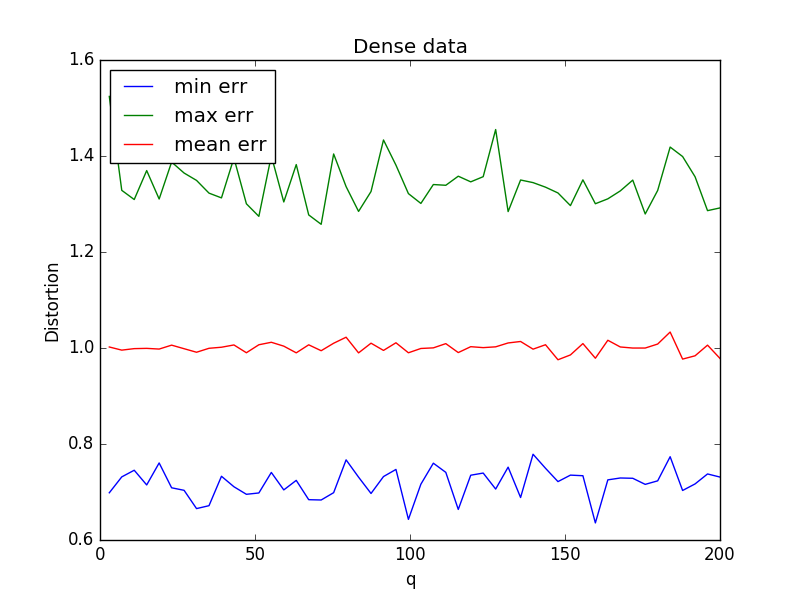 Dense data
1.6
1.4
1.2
1.0
0.8
0.6
Distortion
min err
max err
mean err
0 50 100 150 200
q